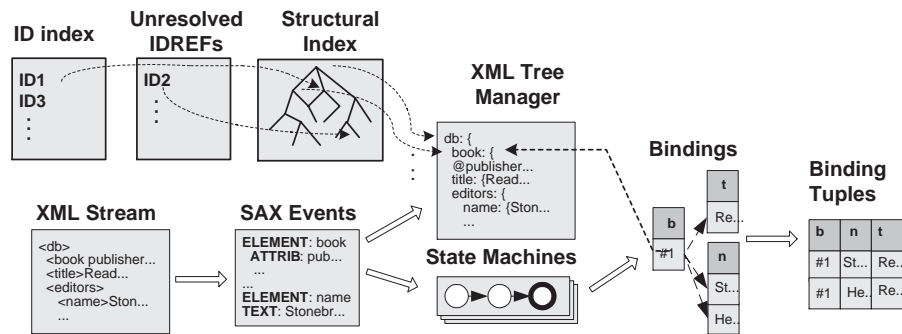 ID index
ID1
ID3
Unresolved
IDREFs
ID2
Structural
Index
XML Tree
Manager
db: {
book: {
@publisher...
title: {Read...
editors: {
name: {Ston...
...
XML Stream
<db>
<book publisher...
<title>Read...
<editors>
<name>Ston...
...
SAX Events
ELEMENT: book
ATTRIB: pub...
...
...
ELEMENT: name
TEXT: Stonebr...
State Machines
Bindings
b
#1
t
Re...
n
St...
He...
Binding
Tuples
b n t
#1 St... Re...
#1 He.. Re...